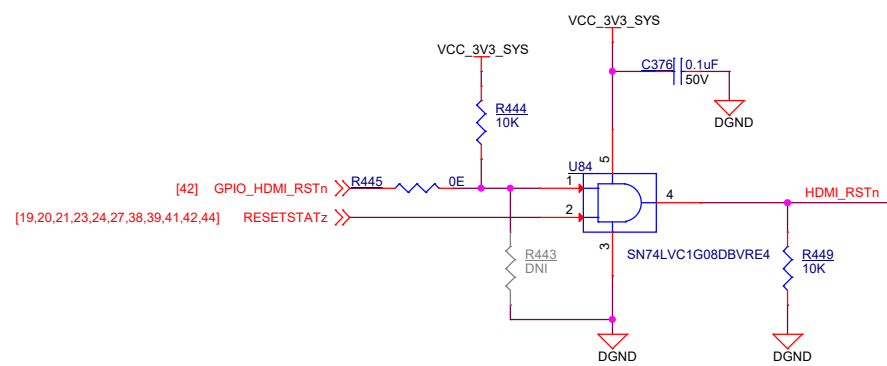 VCC_3V3_SYS
VCC_3V3_SYS
C376 0.1uF
50V
DGND
R444
10K
U84
5
[42] GPIO_HDMI_RSTn R445 0E 1
4 HDMI_RSTn
[19,20,21,23,24,27,38,39,41,42,44] RESETSTATz 2
3
SN74LVC1G08DBVRE4
R443
DNI
R449
10K
DGND
DGND